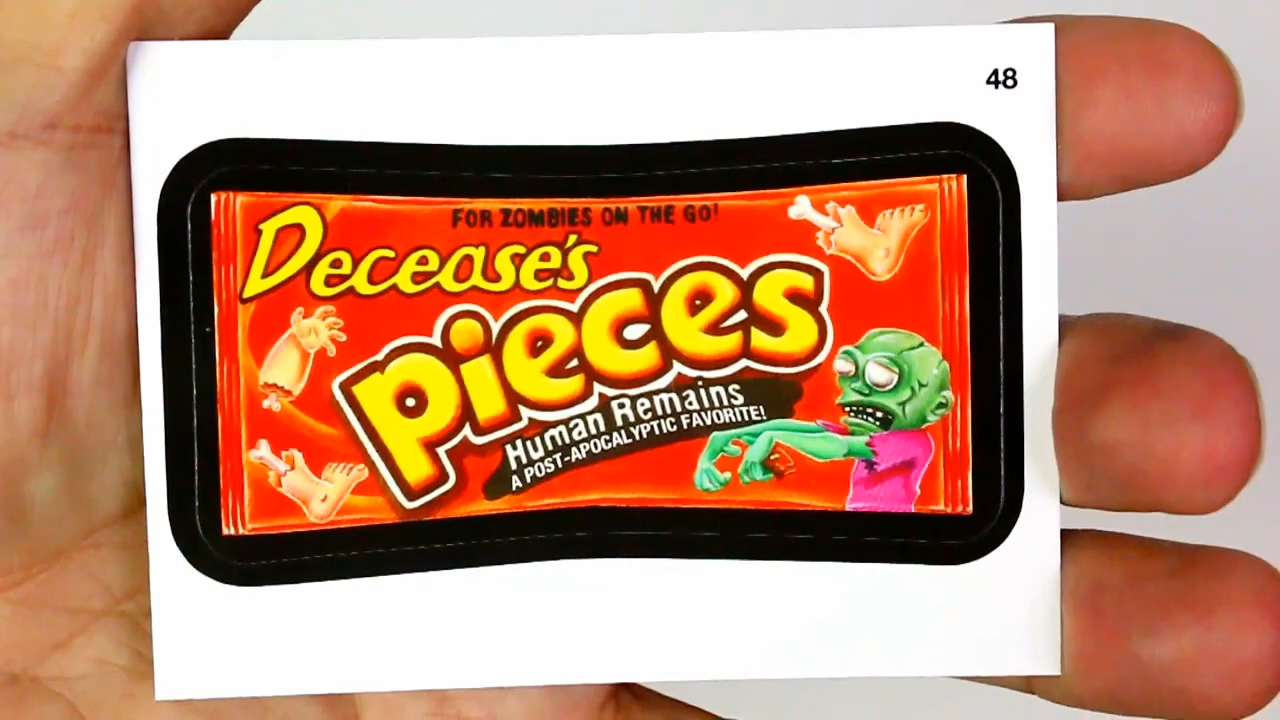 48
FOR ZOMBIES ON THE GO!
Decease's
pieces
Human Remains
A POST-APOCALYPTIC FAVORITE!